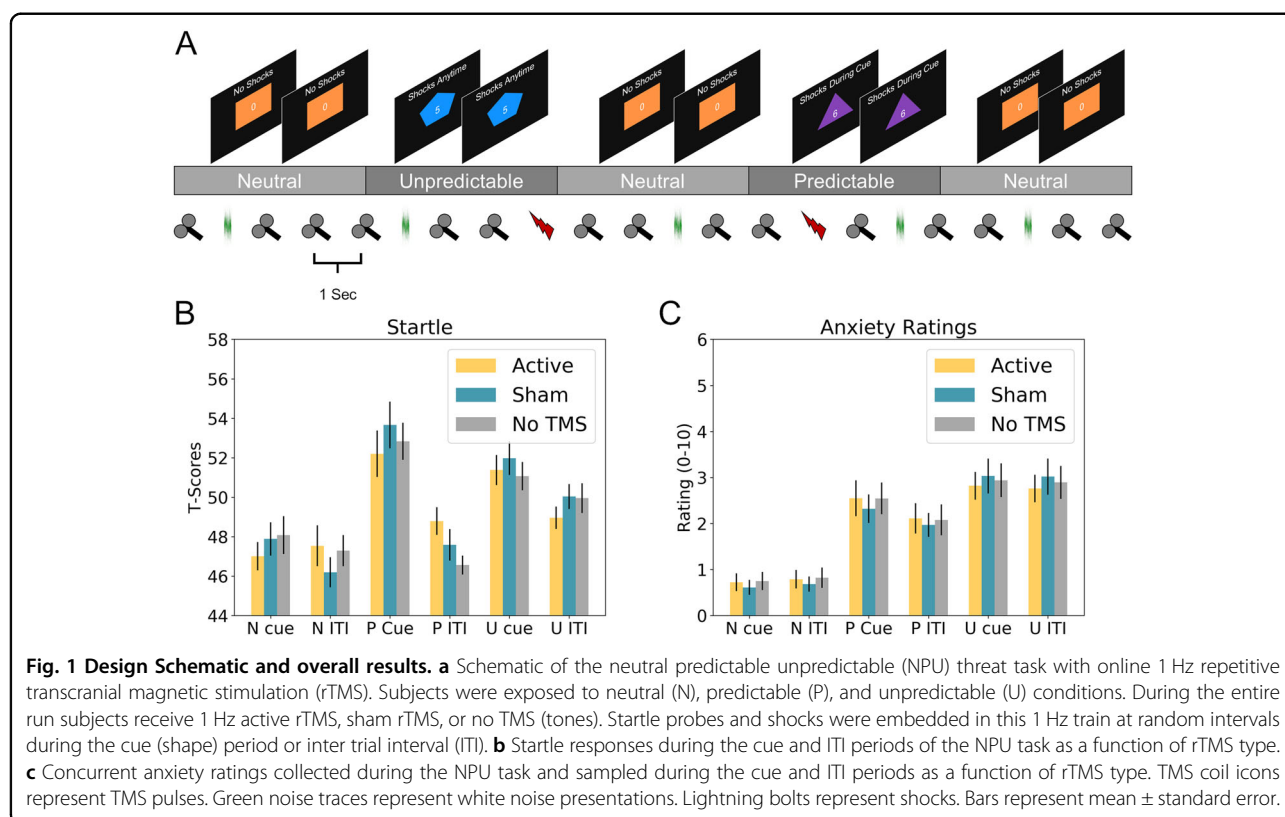 A
No Shocks
0
No Shocks
0
Shocks Anytime
5
Shocks Anytime
5
No Shocks
0
No Shocks
0
Shocks During Cue
6
Shocks During Cue
6
No Shocks
0
No Shocks
0
Neutral Unpredictable Neutral Predictable Neutral
1 Sec
B
Startle
58
56
54
52
50
48
46
44
T-Scores
Active
Sham
No TMS
N cue N ITI P Cue P ITI U cue U ITI
C
Anxiety Ratings
6
5
4
3
2
1
0
Rating (0-10)
Active
Sham
No TMS
N cue N ITI P Cue P ITI U cue U ITI
Fig. 1 Design Schematic and overall results. a Schematic of the neutral predictable unpredictable (NPU) threat task with online 1 Hz repetitive
transcranial magnetic stimulation (rTMS). Subjects were exposed to neutral (N), predictable (P), and unpredictable (U) conditions. During the entire
run subjects receive 1 Hz active rTMS, sham rTMS, or no TMS (tones). Startle probes and shocks were embedded in this 1 Hz train at random intervals
during the cue (shape) period or inter trial interval (ITI). b Startle responses during the cue and ITI periods of the NPU task as a function of rTMS type.
c Concurrent anxiety ratings collected during the NPU task and sampled during the cue and ITI periods as a function of rTMS type. TMS coil icons
represent TMS pulses. Green noise traces represent white noise presentations. Lightning bolts represent shocks. Bars represent mean ± standard error.